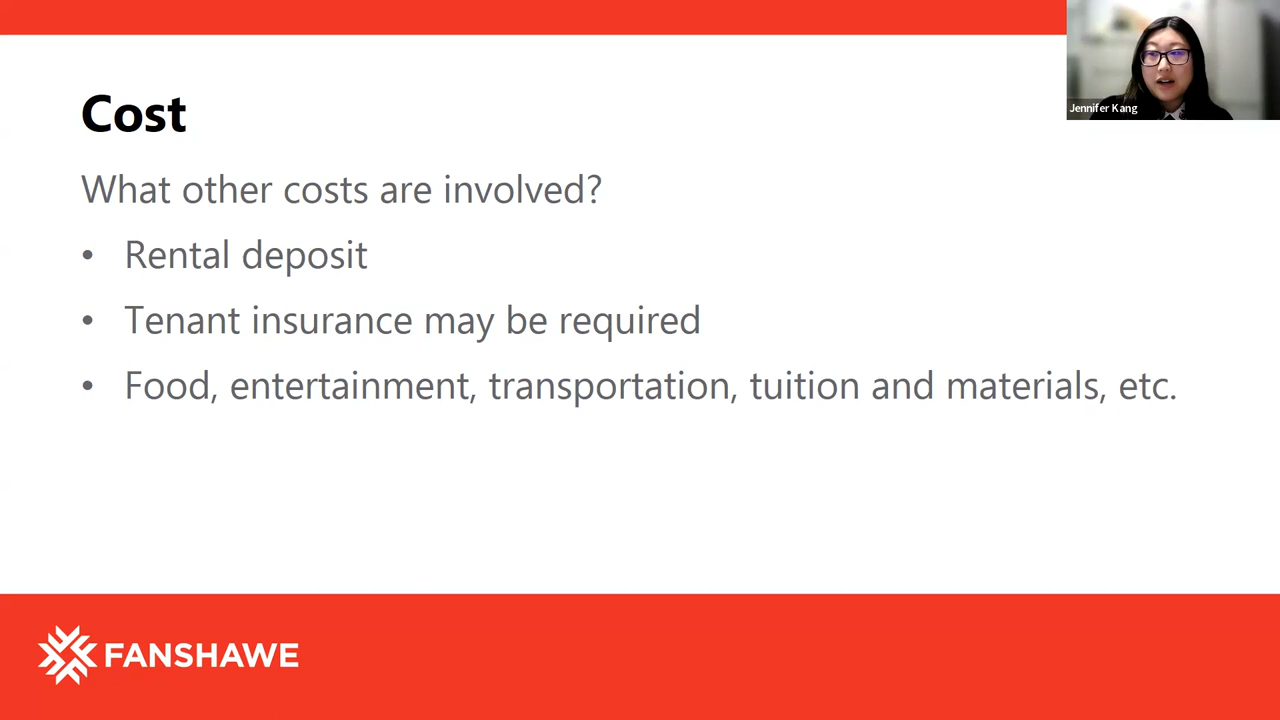 Cost
Jennifer Kang
What other costs are involved?
• Rental deposit
• Tenant insurance may be required
• Food, entertainment, transportation, tuition and materials, etc.
FANSHAWE